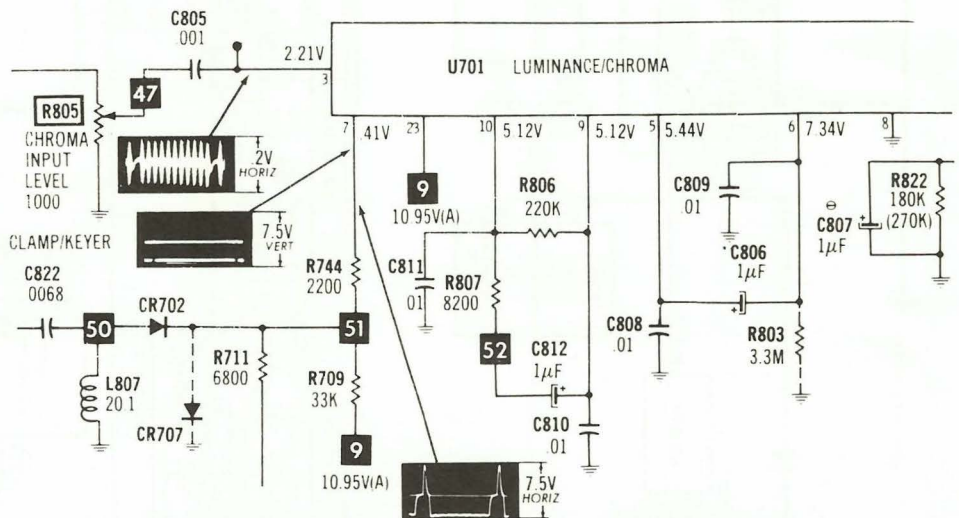 C805
.001
2.21V
3
U701 LUMINANCE/CHROMA
47
R805
CHROMA
INPUT
LEVEL
1000
.2V
HORIZ
7
.41V
23
10
5.12V
9
5.12V
5
5.44V
6
7.34V
8
9
10.95V(A)
R806
220K
C809
.01
R822
180K
(270K)
⊖
C807
1µF
7.5V
VERT
CLAMP/KEYER
C822
0068
R744
2200
C811
.01
R807
8200
C806
1µF
C808
.01
50
CR702
51
52
C812
1µF
R803
3.3M
R711
6800
R709
33K
L807
20.1
CR707
C810
.01
9
10.95V(A)
7.5V
HORIZ